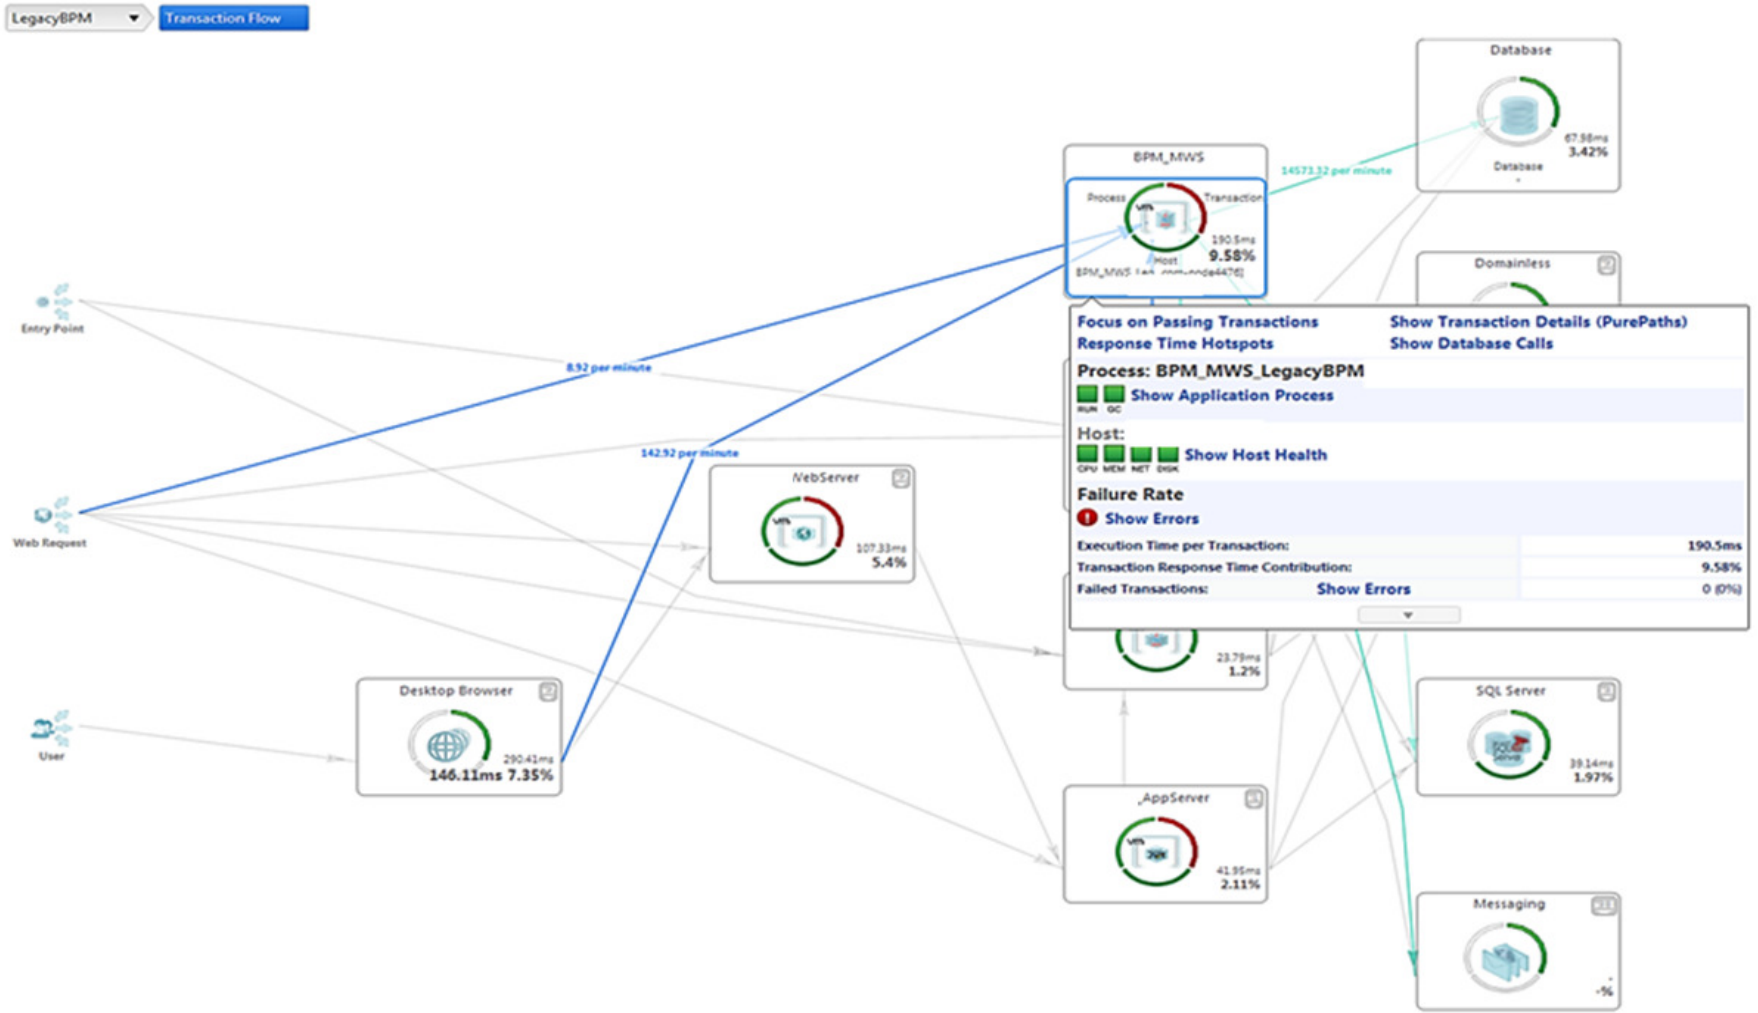 LegacyBPM
Transaction Flow
Database
67.98ms
3.42%
Database
BPM_MWS
14573.32 per minute
Process
Transaction
190.5ms
9.58%
Host
BPM_MWS
Domainless
Entry Point
Focus on Passing Transactions
Show Transaction Details (PurePaths)
Response Time Hotspots
Show Database Calls
8.92 per minute
Process: BPM_MWS_LegacyBPM
Show Application Process
RUN GC
Host:
142.92 per minute
Show Host Health
CPU MEM NET DISK
WebServer
Failure Rate
Show Errors
Web Request
107.33ms
5.4%
Execution Time per Transaction:
190.5ms
Transaction Response Time Contribution:
9.58%
Failed Transactions:
Show Errors
0 (0%)
23.79ms
1.2%
Desktop Browser
SQL Server
User
290.41ms
146.11ms 7.35%
39.14ms
1.97%
_AppServer
41.95ms
2.11%
Messaging
-
-%